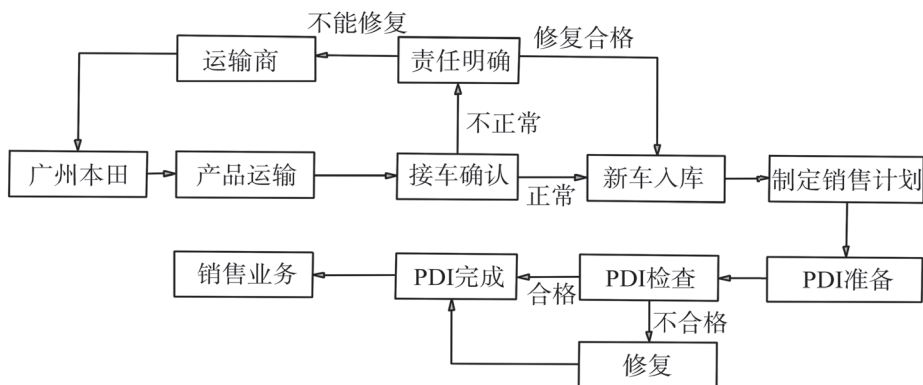 不能修复
修复合格
运输商
责任明确
不正常
广州本田
产品运输
接车确认
正常
新车入库
制定销售计划
销售业务
PDI完成
合格
PDI检查
PDI准备
不合格
修复